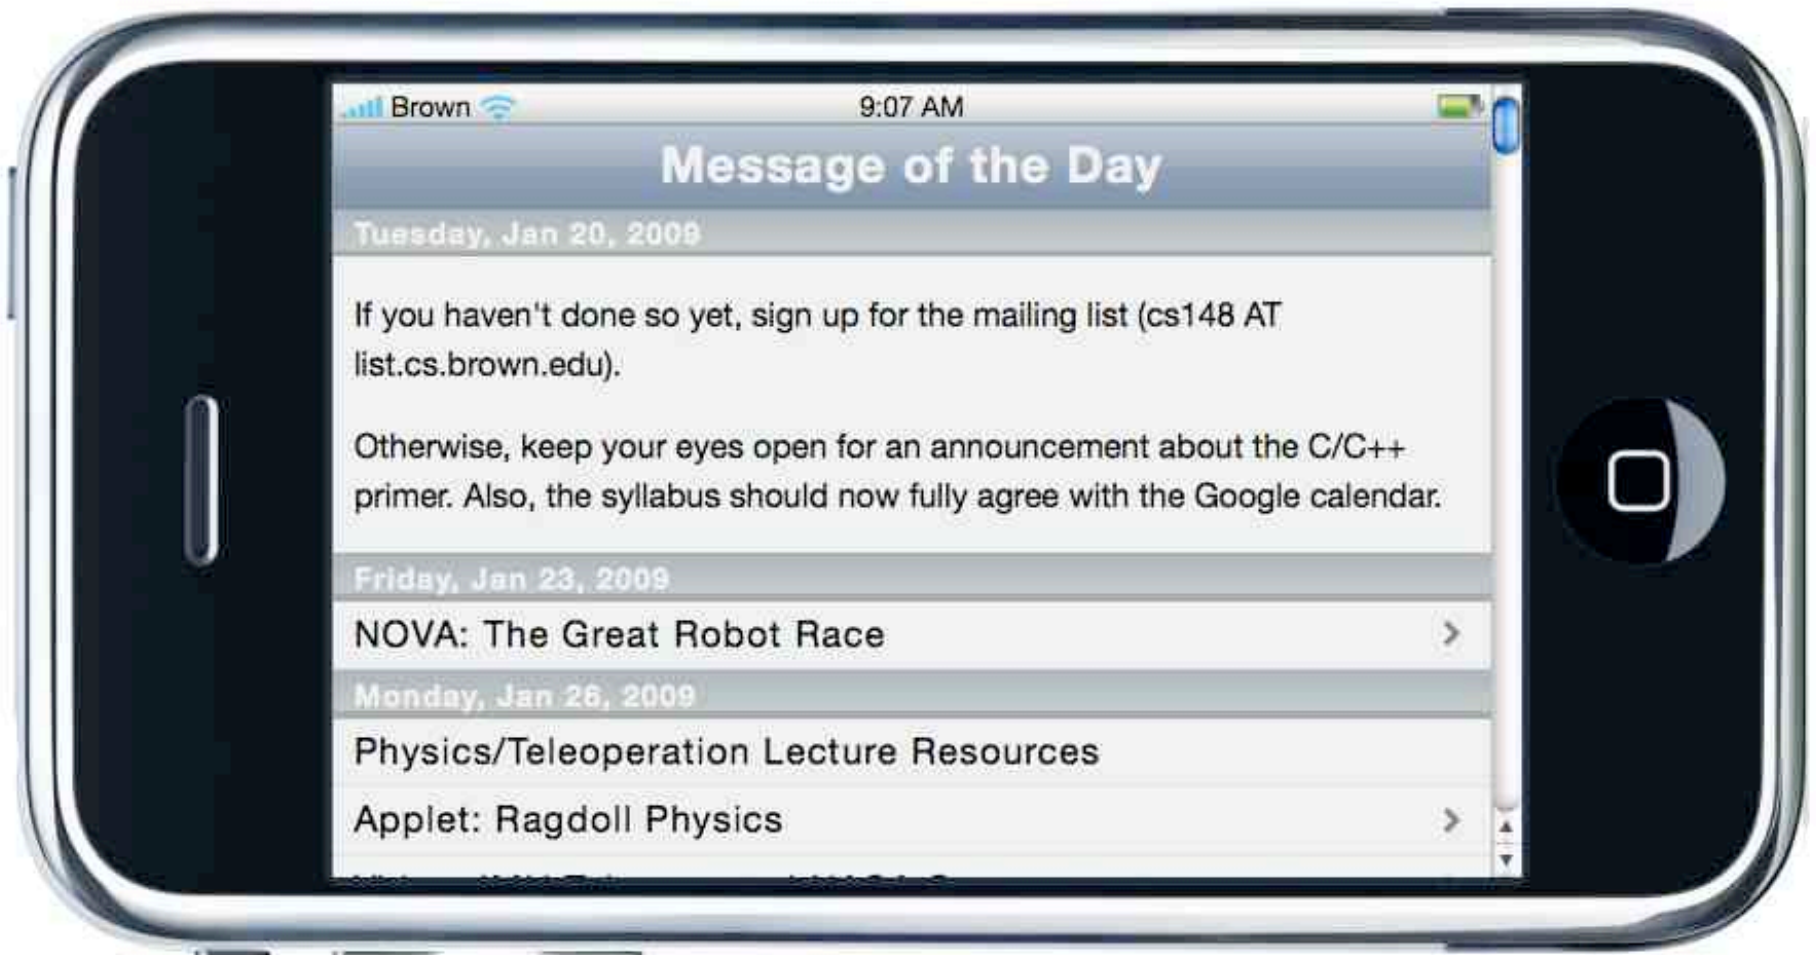 Brown
9:07 AM
Message of the Day
Tuesday, Jan 20, 2009
If you haven't done so yet, sign up for the mailing list (cs148 AT
list.cs.brown.edu).
Otherwise, keep your eyes open for an announcement about the C/C++
primer. Also, the syllabus should now fully agree with the Google calendar.
Friday, Jan 23, 2009
NOVA: The Great Robot Race
Monday, Jan 26, 2009
Physics/Teleoperation Lecture Resources
Applet: Ragdoll Physics